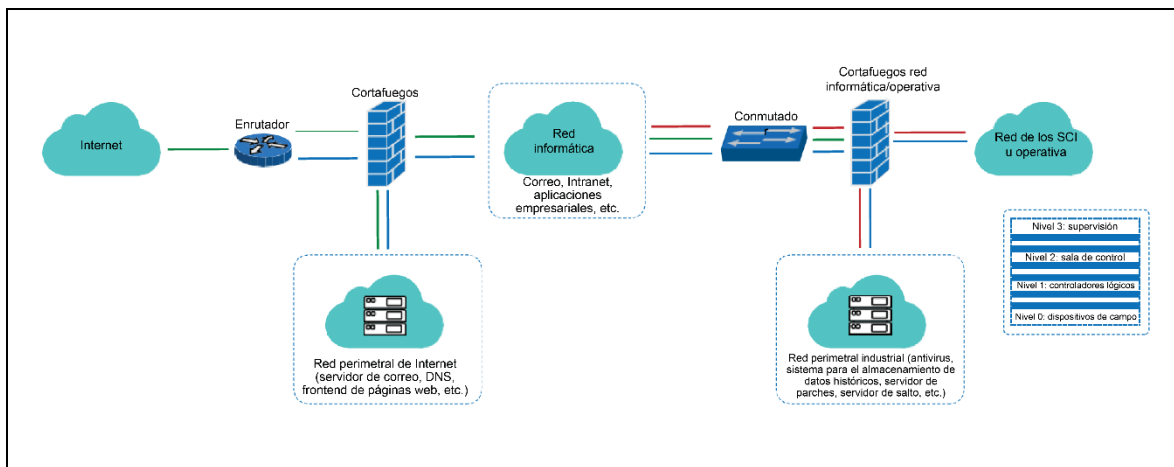 Internet
Enrutador
Cortafuegos
Red
informática
Correo, Intranet,
aplicaciones
empresariales, etc.
Conmutado
r
Cortafuegos red
informática/operativa
Red de los SCI
u operativa
Red perimetral de Internet
(servidor de correo, DNS,
frontend de páginas web, etc.)
Red perimetral industrial (antivirus,
sistema para el almacenamiento de
datos históricos, servidor de
parches, servidor de salto, etc.)
Nivel 3: supervisión
Nivel 2: sala de control
Nivel 1: controladores lógicos
Nivel 0: dispositivos de campo